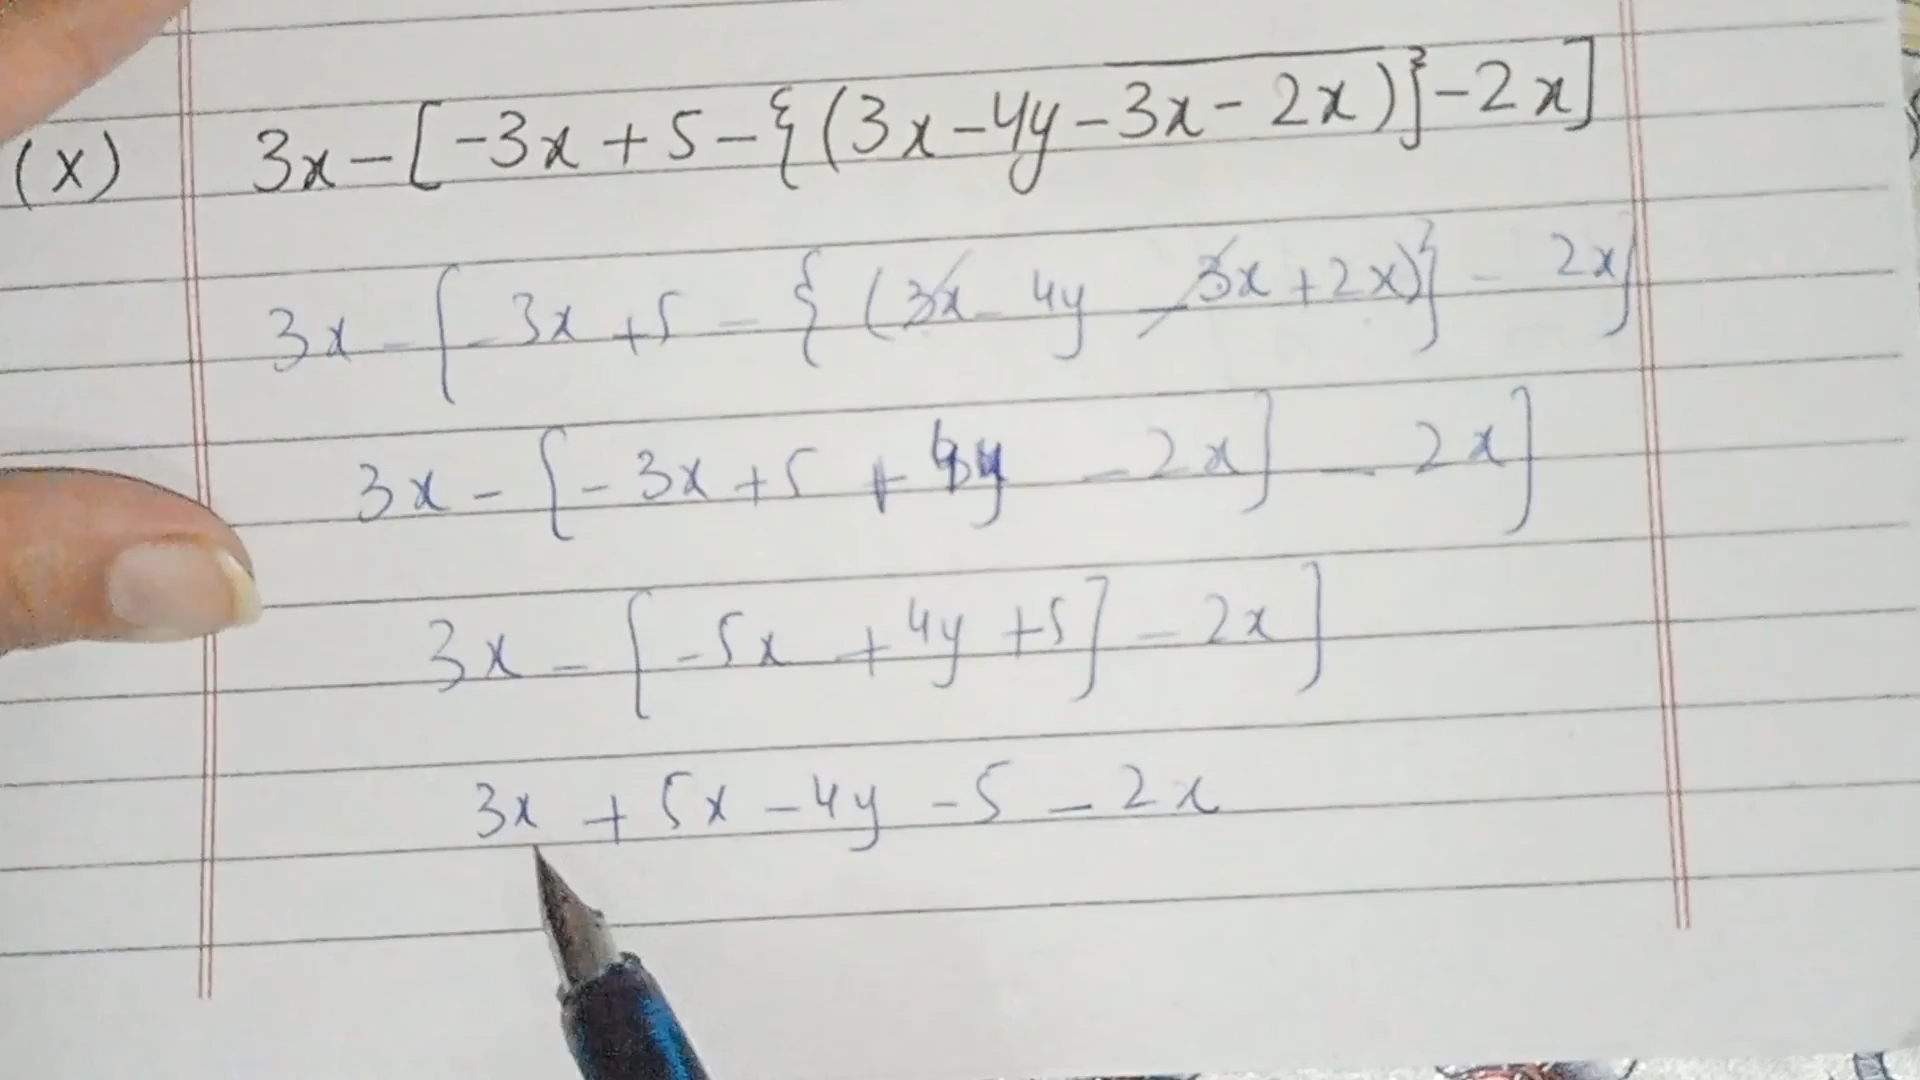 (x) 3x-[-3x+5-{(3x-4y-3x-2x)}-2x]
3x-[-3x+5-{(3x-4y-3x+2x)}-2x]
3x-[-3x+5+4y-2x]-2x]
3x-[-5x+4y+5]-2x]
3x+5x-4y-5-2x